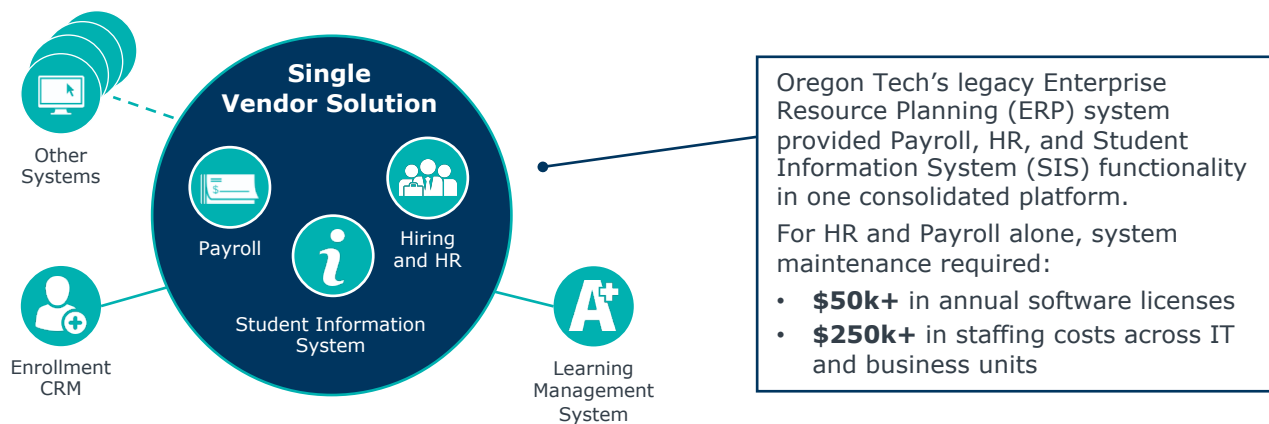 Single
Vendor Solution
Other
Systems
$
Payroll
Hiring
and HR
i
Student Information
System
Enrollment
CRM
A+
Learning
Management
System
Oregon Tech’s legacy Enterprise
Resource Planning (ERP) system
provided Payroll, HR, and Student
Information System (SIS) functionality
in one consolidated platform.
For HR and Payroll alone, system
maintenance required:
• $50k+ in annual software licenses
• $250k+ in staffing costs across IT
and business units